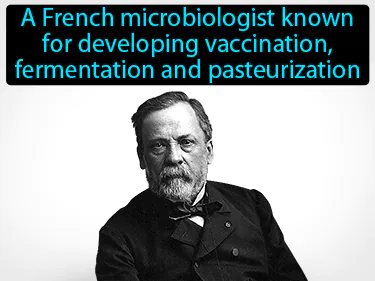 A French microbiologist known
for developing vaccination,
fermentation and pasteurization